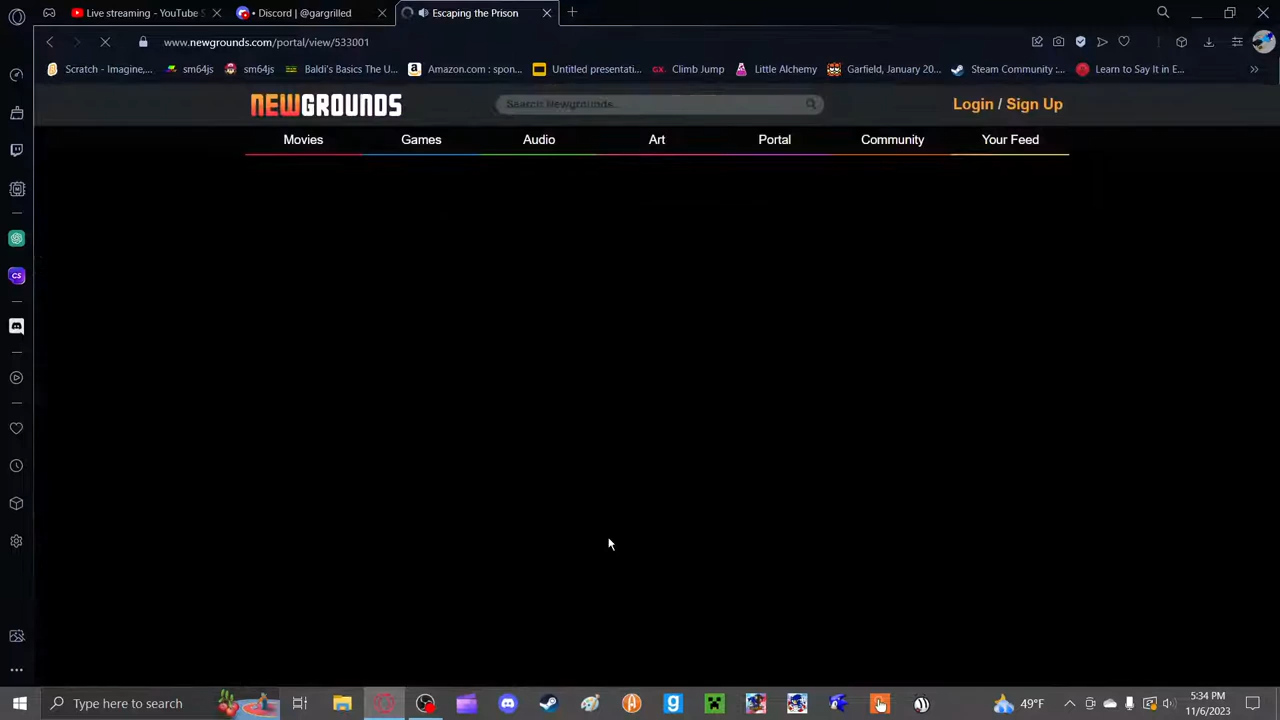 Live streaming - YouTube S
• Discord | @gargrilled
Escaping the Prison
www.newgrounds.com/portal/view/533001
Scratch - Imagine,...
sm64js
sm64js
Baldi's Basics The U...
Amazon.com : spon...
Untitled presentati...
GX. Climb Jump
Little Alchemy
Garfield, January 20...
Steam Community :...
Learn to Say It in E...
NEWGROUNDS
Search Newgrounds...
Login / Sign Up
Movies
Games
Audio
Art
Portal
Community
Your Feed
CS
Type here to search
49°F
5:34 PM
11/6/2023